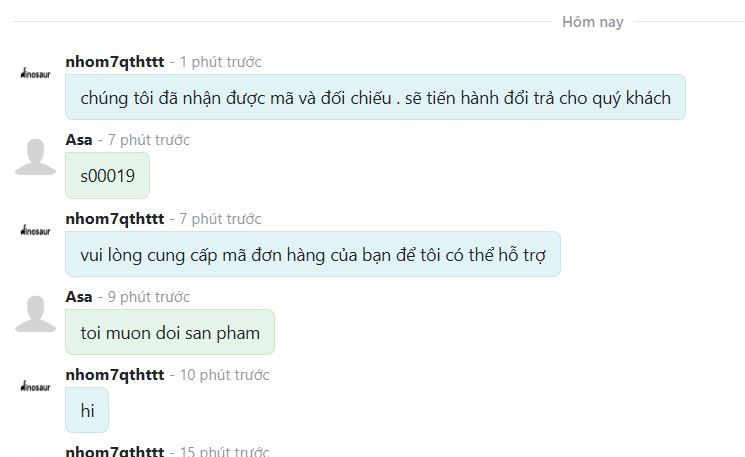 Hôm nay
nhom7qthttt - 1 phút trước
dinosaur
chúng tôi đã nhận được mã và đối chiếu . sẽ tiến hành đổi trả cho quý khách
Asa - 7 phút trước
s00019
nhom7qthttt - 7 phút trước
dinosaur
vui lòng cung cấp mã đơn hàng của bạn để tôi có thể hỗ trợ
Asa - 9 phút trước
toi muon doi san pham
nhom7qthttt - 10 phút trước
dinosaur
hi
nhom7qthttt - 15 phút trước